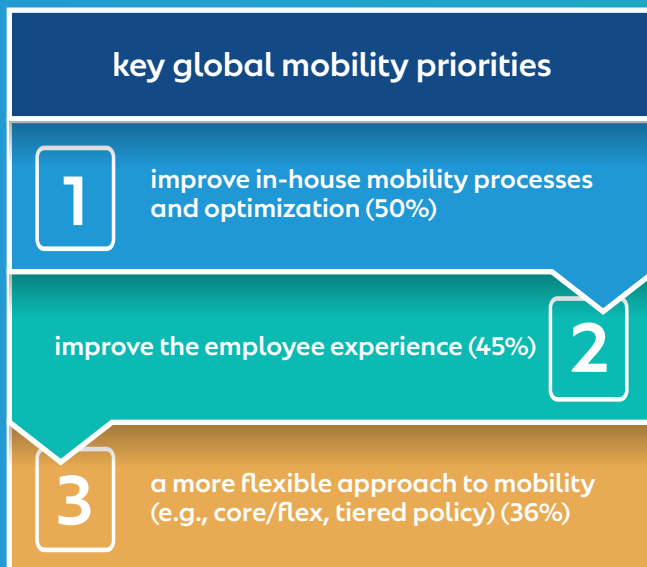 key global mobility priorities
1
improve in-house mobility processes
and optimization (50%)
improve the employee experience (45%)
2
3
a more flexible approach to mobility
(e.g., core/flex, tiered policy) (36%)